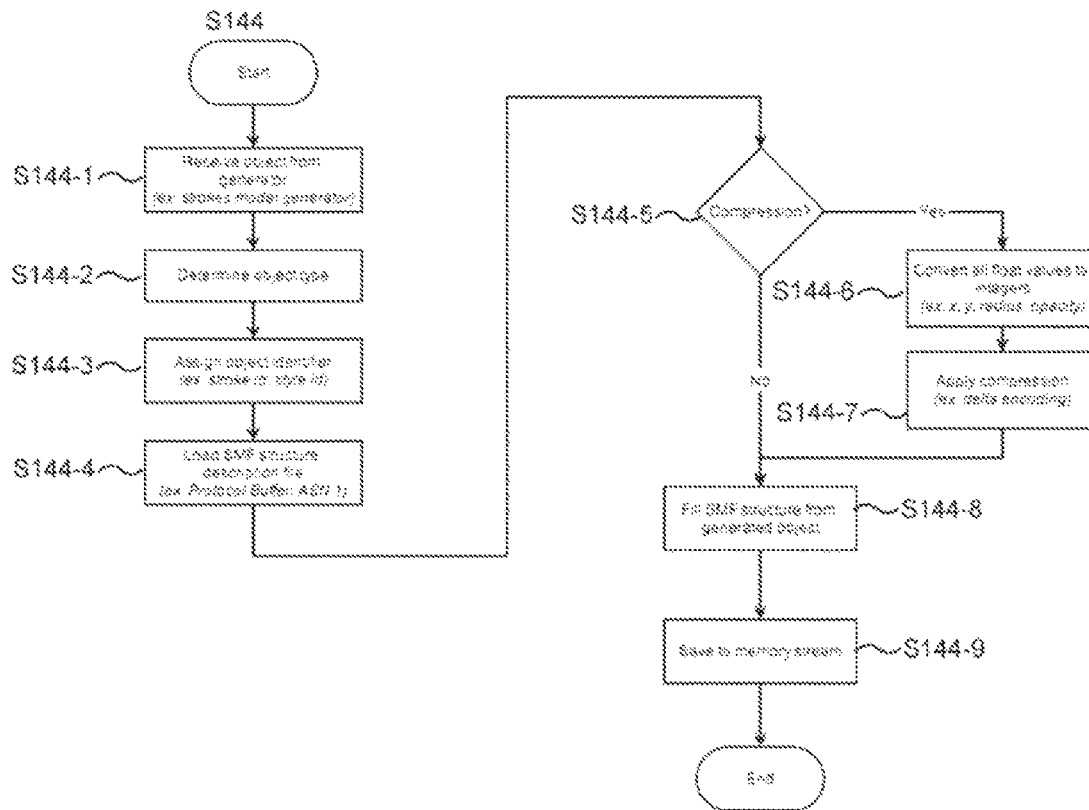 S144
Start
S144-1
Receive object from
generator
(ex. strokes model generator)
S144-2
Determine object type
S144-3
Assign object identifier
(ex. stroke id, style id)
S144-4
Load SMF structure
description file
(ex. Protocol Buffer, ASN.1)
S144-5
Compression?
Yes
No
S144-6
Convert all float values to
integers
(ex. x, y, radius, opacity)
S144-7
Apply compression
(ex. delta encoding)
Fill SMF structure from
generated object
S144-8
Save to memory stream
S144-9
End